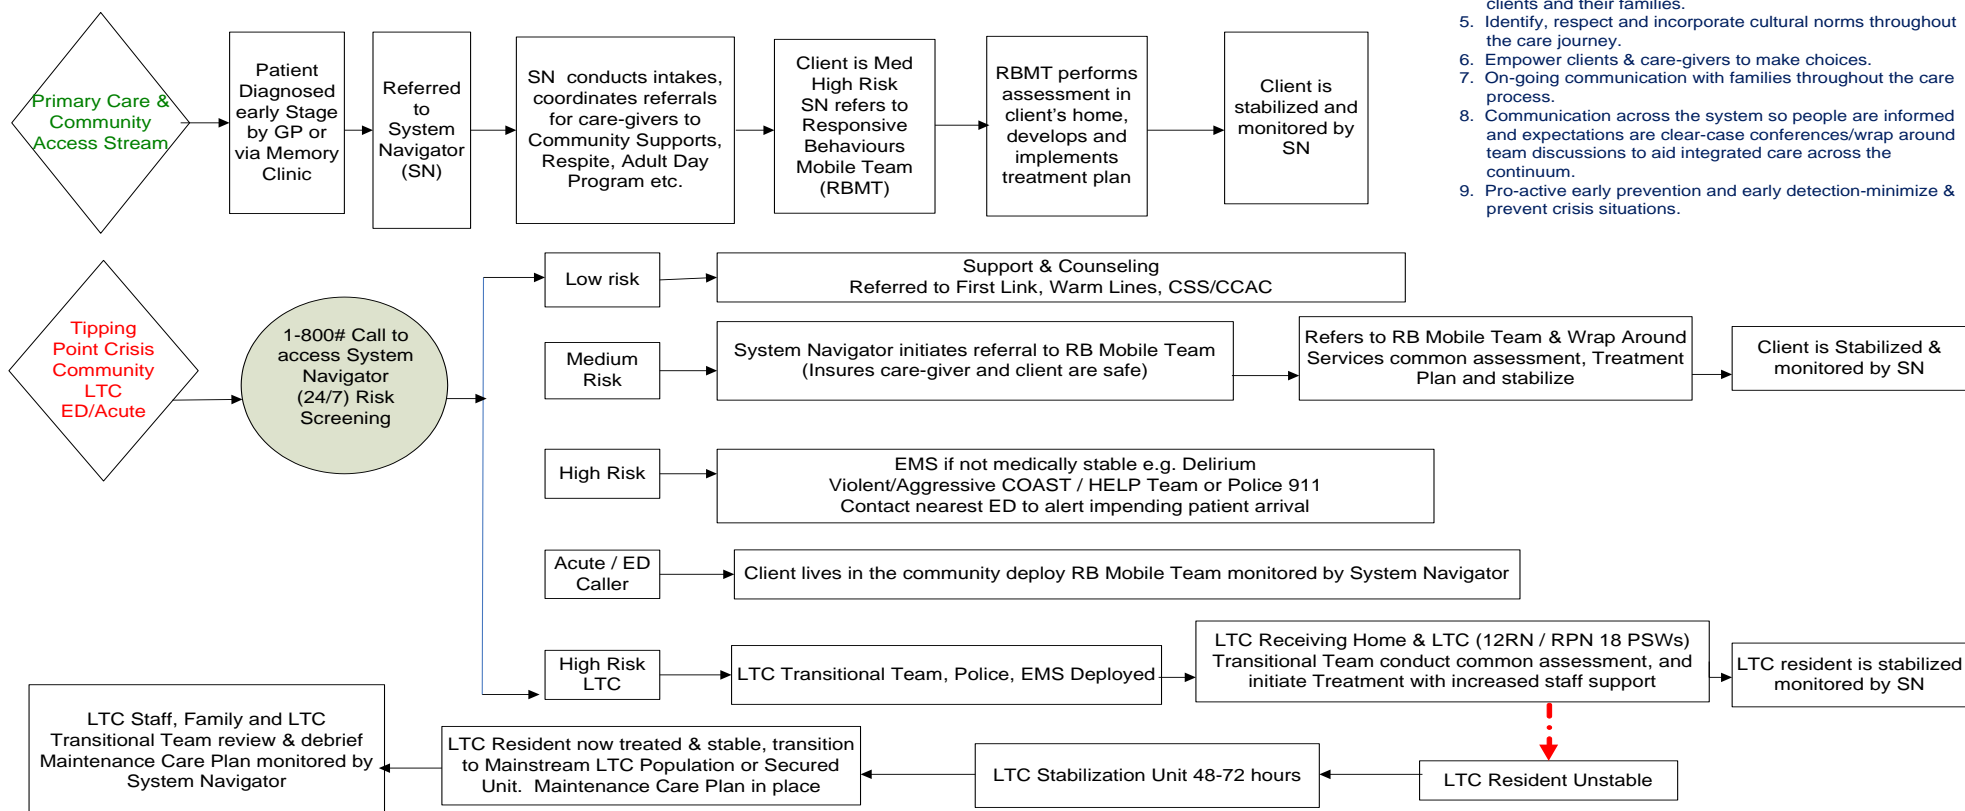 clients and their families.
5. Identify, respect and incorporate cultural norms throughout
the care journey.
6. Empower clients & care-givers to make choices.
7. On-going communication with families throughout the care
process.
8. Communication across the system so people are informed
and expectations are clear-case conferences/wrap around
team discussions to aid integrated care across the
continuum.
9. Pro-active early prevention and early detection-minimize &
prevent crisis situations.
Primary Care &
Community
Access Stream
Patient
Diagnosed
early Stage
by GP or
via Memory
Clinic
Referred
to
System
Navigator
(SN)
SN conducts intakes,
coordinates referrals
for care-givers to
Community Supports,
Respite, Adult Day
Program etc.
Client is Med
High Risk
SN refers to
Responsive
Behaviours
Mobile Team
(RBMT)
RBMT performs
assessment in
client's home,
develops and
implements
treatment plan
Client is
stabilized and
monitored by
SN
Tipping
Point Crisis
Community
LTC
ED/Acute
1-800# Call to
access System
Navigator
(24/7) Risk
Screening
Low risk
Support & Counseling
Referred to First Link, Warm Lines, CSS/CCAC
Medium
Risk
System Navigator initiates referral to RB Mobile Team
(Insures care-giver and client are safe)
Refers to RB Mobile Team & Wrap Around
Services common assessment, Treatment
Plan and stabilize
Client is Stabilized &
monitored by SN
High Risk
EMS if not medically stable e.g. Delirium
Violent/Aggressive COAST / HELP Team or Police 911
Contact nearest ED to alert impending patient arrival
Acute / ED
Caller
Client lives in the community deploy RB Mobile Team monitored by System Navigator
High Risk
LTC
LTC Transitional Team, Police, EMS Deployed
LTC Receiving Home & LTC (12RN / RPN 18 PSWs)
Transitional Team conduct common assessment, and
initiate Treatment with increased staff support
LTC resident is stabilized
monitored by SN
LTC Resident Unstable
LTC Stabilization Unit 48-72 hours
LTC Resident now treated & stable, transition
to Mainstream LTC Population or Secured
Unit. Maintenance Care Plan in place
LTC Staff, Family and LTC
Transitional Team review & debrief
Maintenance Care Plan monitored by
System Navigator